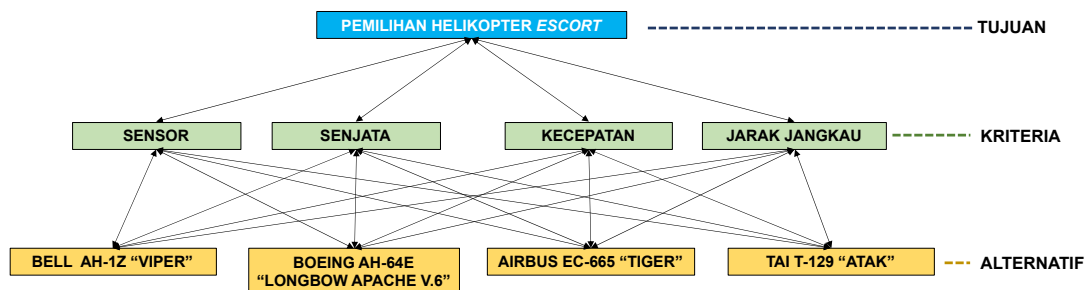 PEMILIHAN HELIKOPTER ESCORT
TUJUAN
SENSOR
SENJATA
KECEPATAN
JARAK JANGKAU
KRITERIA
BELL AH-1Z “VIPER”
BOEING AH-64E
“LONGBOW APACHE V.6”
AIRBUS EC-665 “TIGER”
TAI T-129 “ATAK”
ALTERNATIF